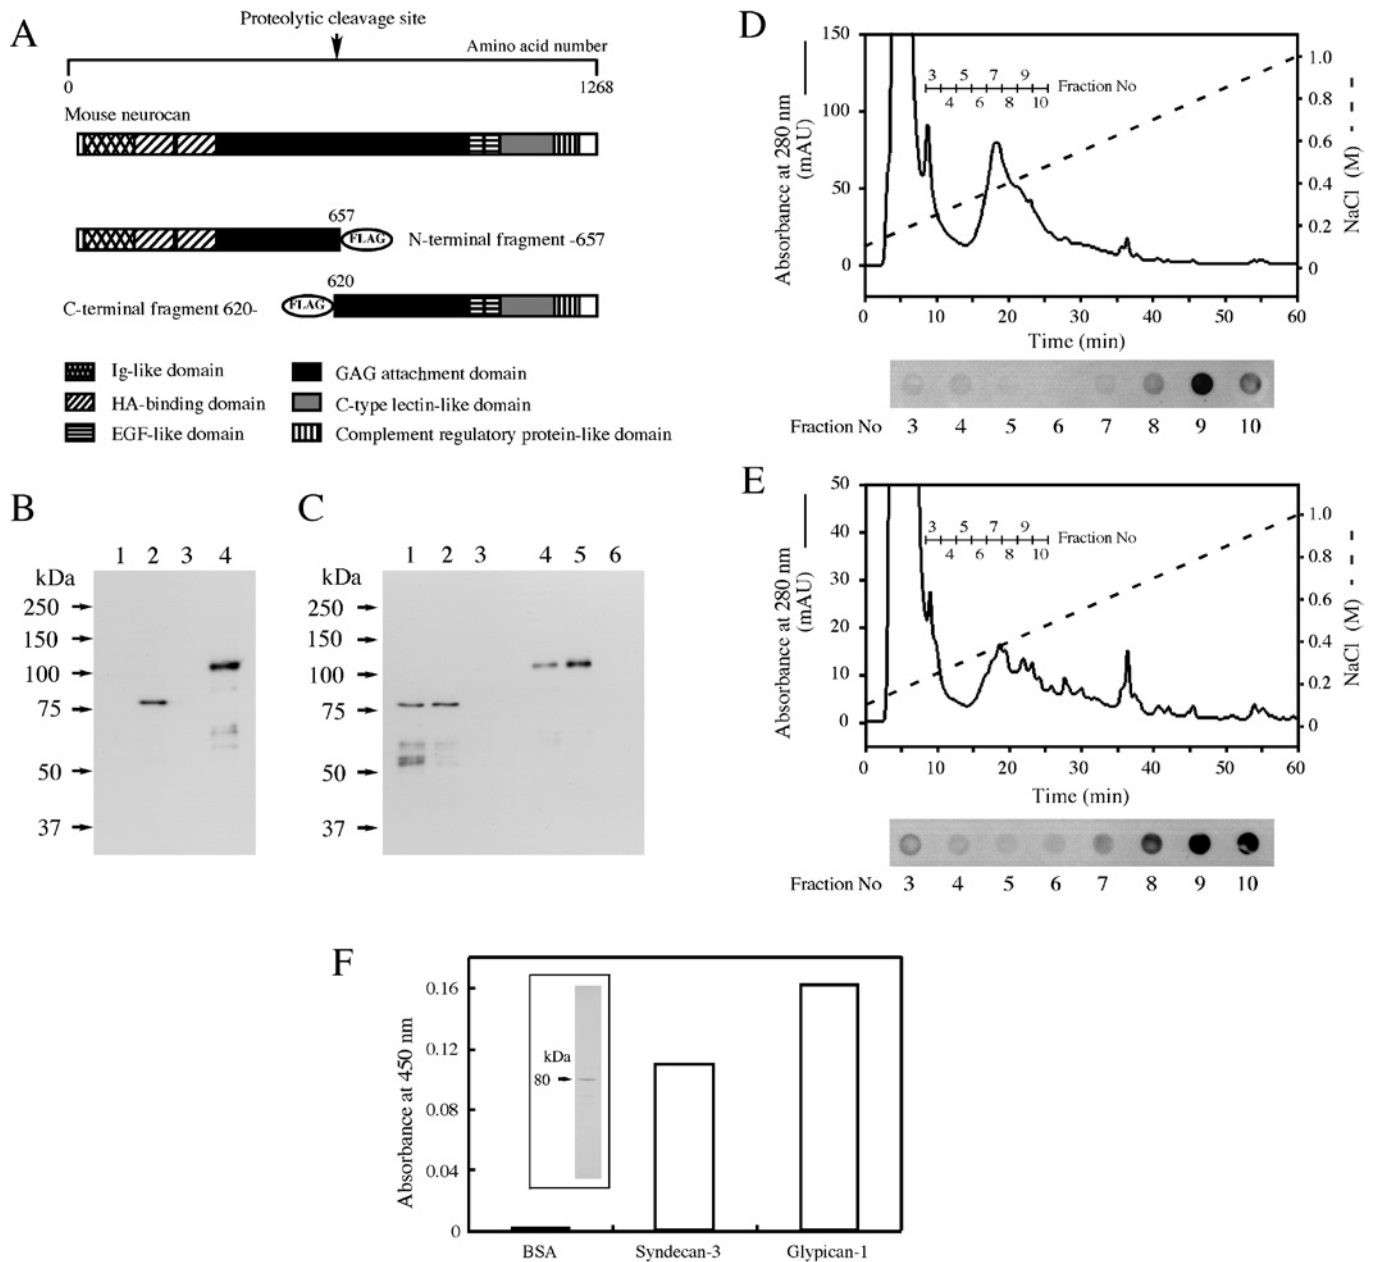 A
Proteolytic cleavage site
Amino acid number
0 1268
Mouse neurocan
657
FLAG N-terminal fragment -657
620
C-terminal fragment 620- FLAG
Ig-like domain
HA-binding domain
EGF-like domain
GAG attachment domain
C-type lectin-like domain
Complement regulatory protein-like domain
B
1 2 3 4
kDa
250
150
100
75
50
37
C
1 2 3 4 5 6
kDa
250
150
100
75
50
37
D
Absorbance at 280 nm
(mAU)
150
100
50
0
3 5 7 9
4 6 8 10
Fraction No
1.0
0.8
0.6
0.4
0.2
0
NaCl (M)
0 10 20 30 40 50 60
Time (min)
Fraction No 3 4 5 6 7 8 9 10
E
Absorbance at 280 nm
(mAU)
50
40
30
20
10
0
3 5 7 9
4 6 8 10
Fraction No
1.0
0.8
0.6
0.4
0.2
0
NaCl (M)
0 10 20 30 40 50 60
Time (min)
Fraction No 3 4 5 6 7 8 9 10
F
Absorbance at 450 nm
0.16
0.12
0.08
0.04
0
kDa
80
BSA Syndecan-3 Glypican-1